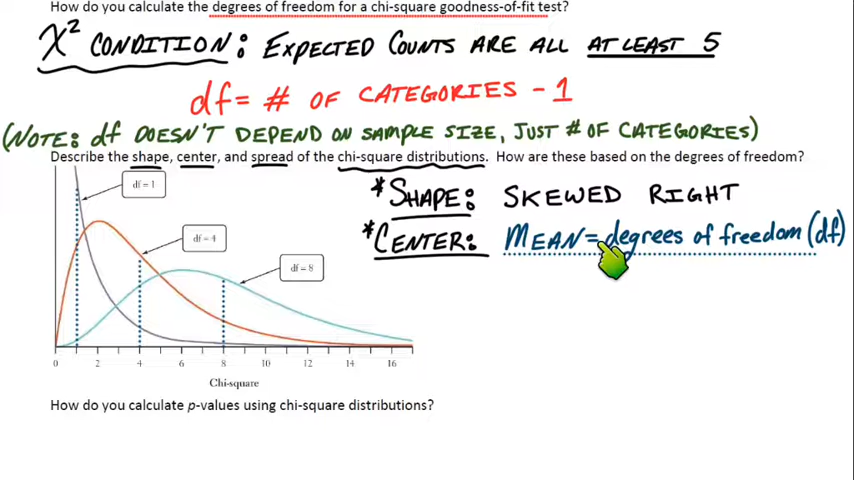 How do you calculate the degrees of freedom for a chi-square goodness-of-fit test?
X² CONDITION: EXPECTED COUNTS ARE ALL AT LEAST 5
df = # OF CATEGORIES - 1
(NOTE: df DOESN'T DEPEND ON SAMPLE SIZE, JUST # OF CATEGORIES)
Describe the shape, center, and spread of the chi-square distributions. How are these based on the degrees of freedom?
*SHAPE: SKEWED RIGHT
*CENTER: MEAN = degrees of freedom (df)
df = 1
df = 4
df = 8
0 2 4 6 8 10 12 14 16
Chi-square
How do you calculate p-values using chi-square distributions?